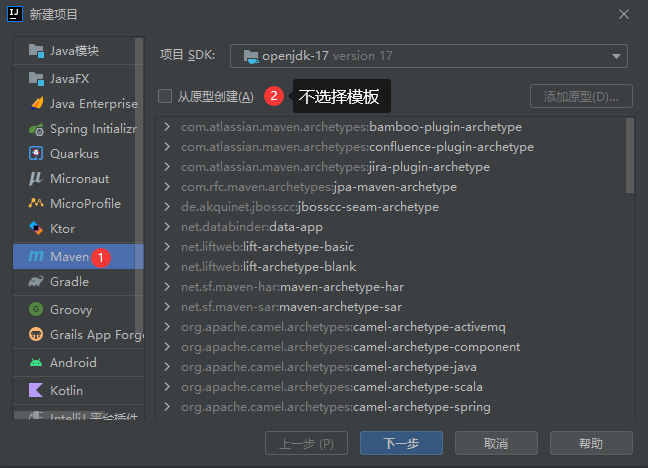 新建项目
Java模块
JavaFX
Java Enterprise
Spring Initializr
Quarkus
Micronaut
MicroProfile
Ktor
Maven 1
Gradle
Groovy
Grails App Forge
Android
Kotlin
IntelliJ 平台插件
项目 SDK: openjdk-17 version 17
从原型创建(A) 2 不选择模板 添加原型(D)...
com.atlassian.maven.archetypes:bamboo-plugin-archetype
com.atlassian.maven.archetypes:confluence-plugin-archetype
com.atlassian.maven.archetypes:jira-plugin-archetype
com.rfc.maven.archetypes:jpa-maven-archetype
de.akquinet.jbosscc:jbosscc-seam-archetype
net.databinder:data-app
net.liftweb:lift-archetype-basic
net.liftweb:lift-archetype-blank
net.sf.maven-har:maven-archetype-har
net.sf.maven-sar:maven-archetype-sar
org.apache.camel.archetypes:camel-archetype-activemq
org.apache.camel.archetypes:camel-archetype-component
org.apache.camel.archetypes:camel-archetype-java
org.apache.camel.archetypes:camel-archetype-scala
org.apache.camel.archetypes:camel-archetype-spring
上一步 (P) 下一步 取消 帮助